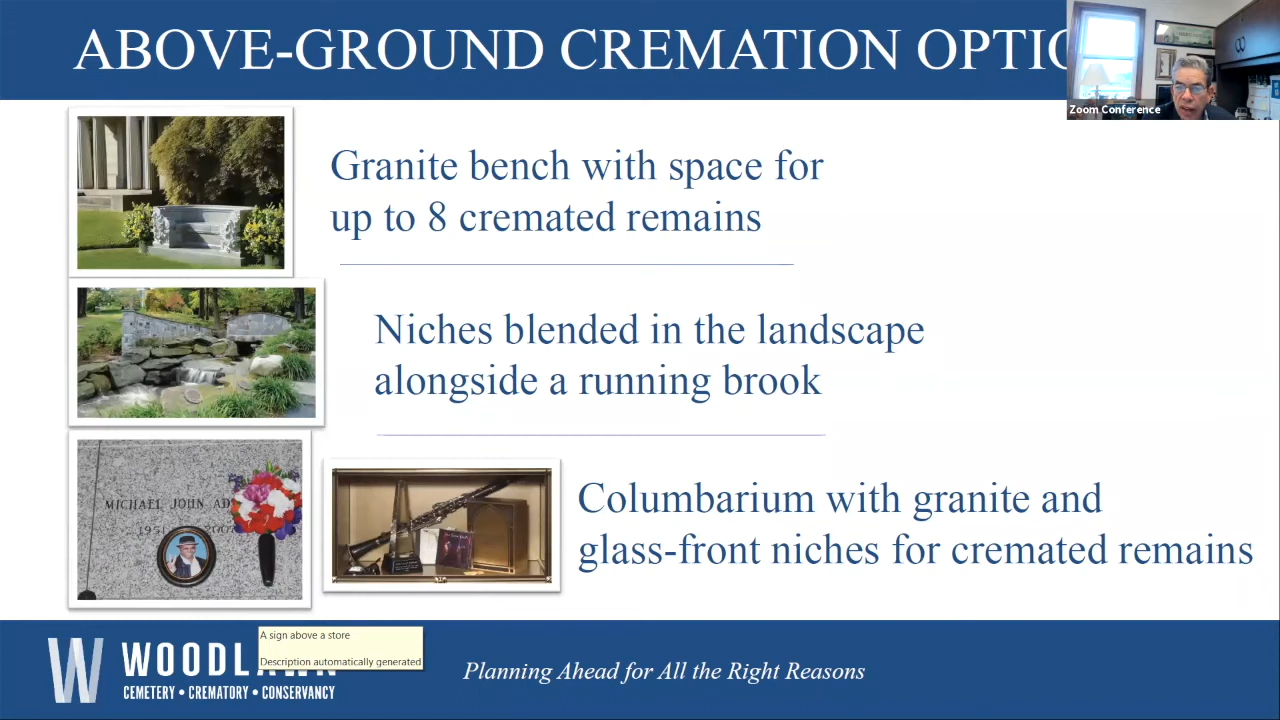 ABOVE-GROUND CREMATION OPTIO
Zoom Conference
Granite bench with space for
up to 8 cremated remains
Niches blended in the landscape
alongside a running brook
MICHAEL JOHN AD
1951
Columbarium with granite and
glass-front niches for cremated remains
W WOODLAWN
CEMETERY • CREMATORY • CONSERVANCY
A sign above a store
Description automatically generated
Planning Ahead for All the Right Reasons